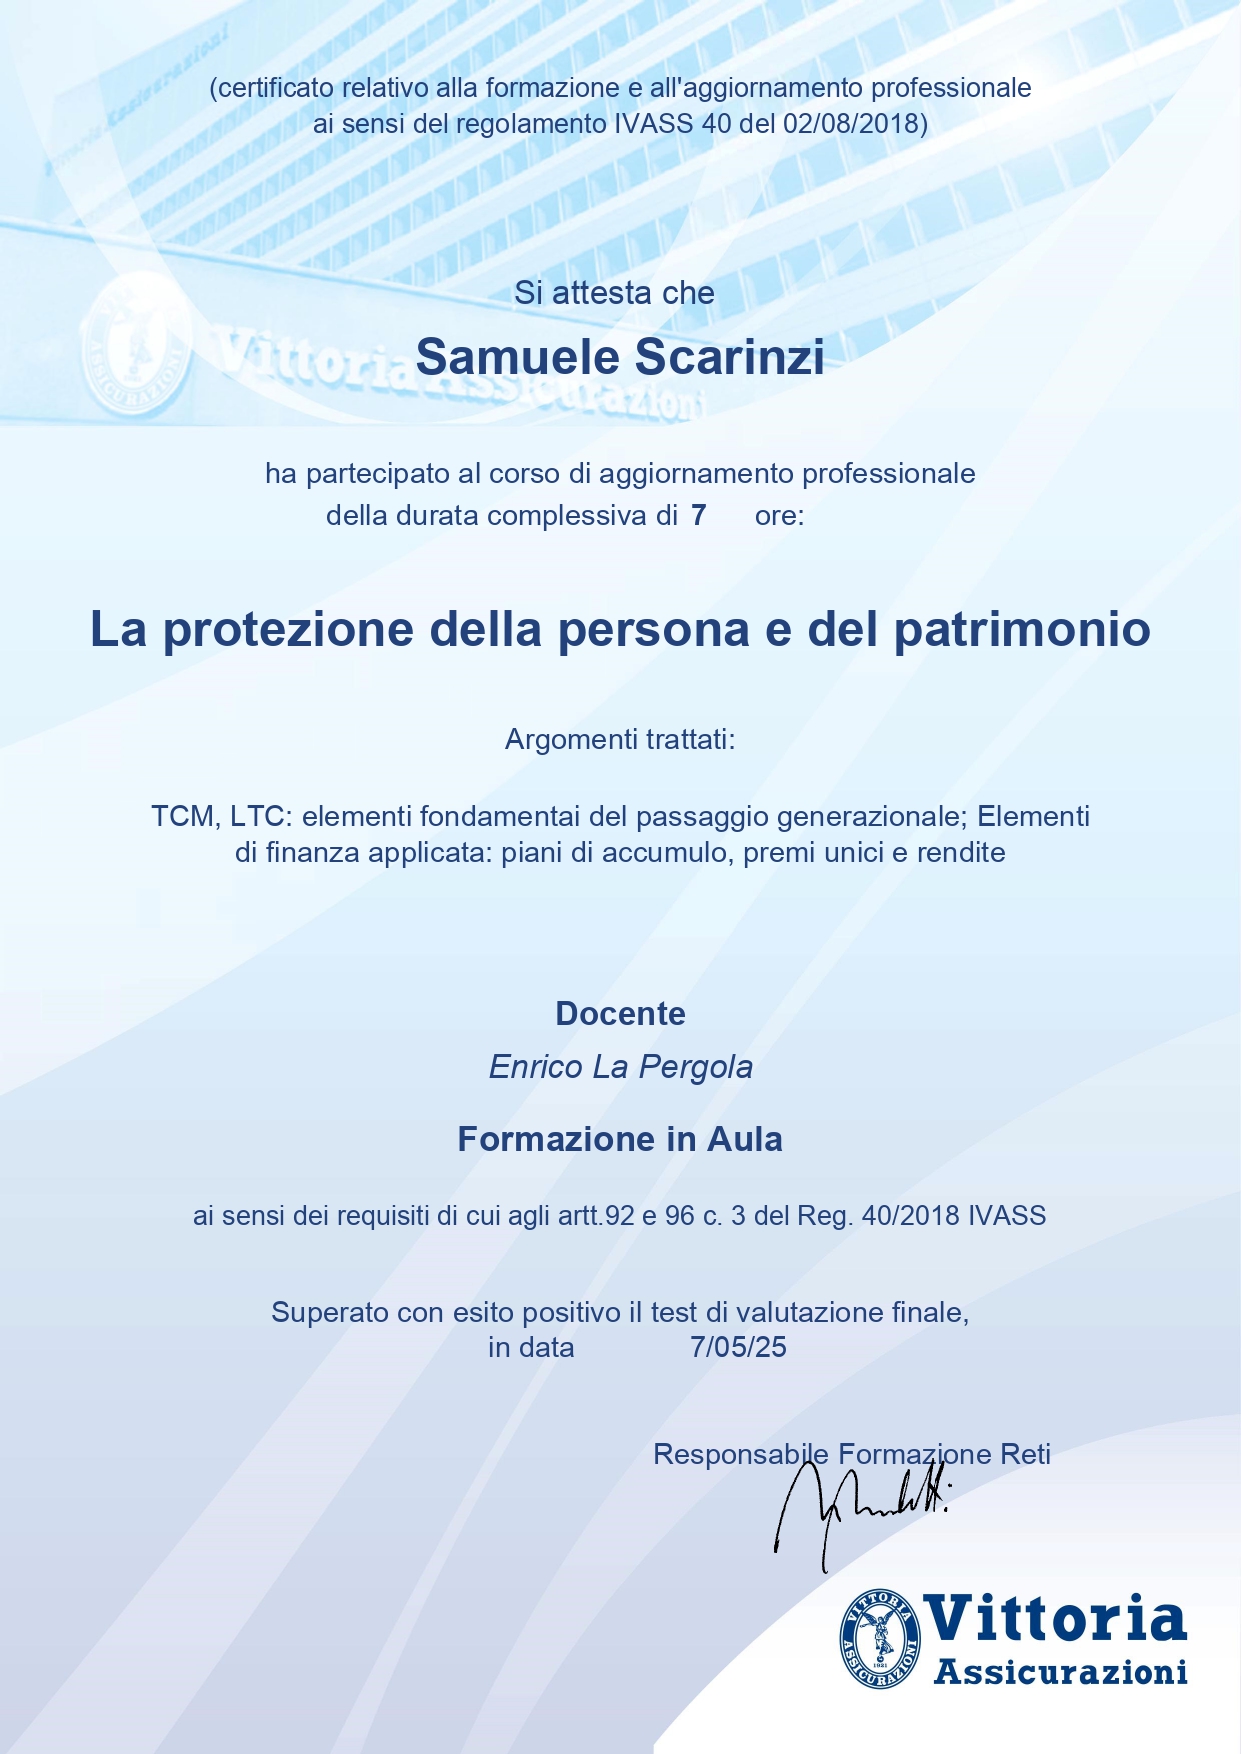 (certificato relativo alla formazione e all'aggiornamento professionale
ai sensi del regolamento IVASS 40 del 02/08/2018)
Si attesta che
Vittoria Assicurazioni
Samuele Scarinzi
ha partecipato al corso di aggiornamento professionale
della durata complessiva di 7 ore:
La protezione della persona e del patrimonio
Argomenti trattati:
TCM, LTC: elementi fondamentai del passaggio generazionale; Elementi
di finanza applicata: piani di accumulo, premi unici e rendite
Docente
Enrico La Pergola
Formazione in Aula
ai sensi dei requisiti di cui agli artt.92 e 96 c. 3 del Reg. 40/2018 IVASS
Superato con esito positivo il test di valutazione finale,
in data 7/05/25
Responsabile Formazione Reti
VITTORIA
ASSICURAZIONI
1921
Vittoria
Assicurazioni